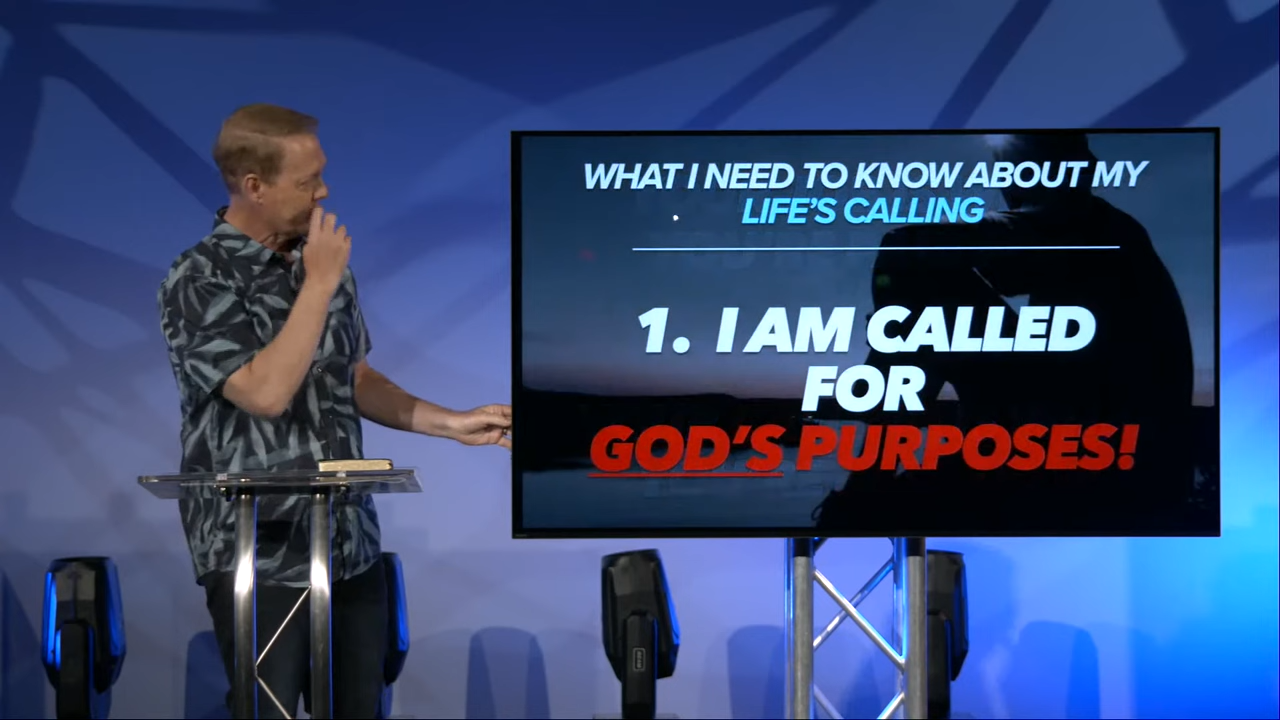 WHAT I NEED TO KNOW ABOUT MY
LIFE'S CALLING
1. I AM CALLED
FOR
GOD'S PURPOSES!